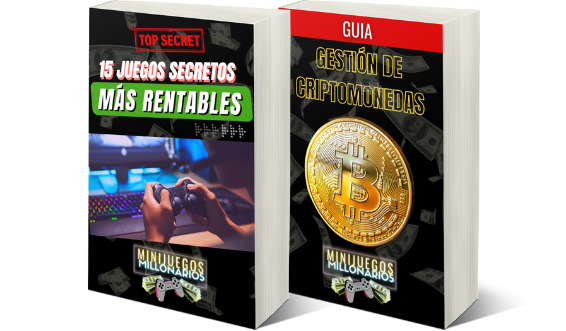 TOP SECRET
15 JUEGOS SECRETOS
MÁS RENTABLES
MINIJUEGOS
MILLONARIOS
GUIA
GESTIÓN DE
CRIPTOMONEDAS
MINIJUEGOS
MILLONARIOS